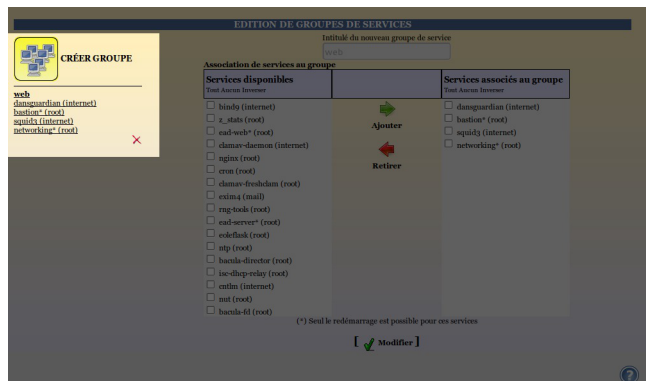 EDITION DE GROUPES DE SERVICES
CRÉER GROUPE
web
dansguardian (internet)
bastion* (root)
squid3 (internet)
networking* (root)
Intitulé du nouveau groupe de service
web
Association de services au groupe
Services disponibles
Tout Aucun Inverser
bind9 (internet)
z_stats (root)
ead-web* (root)
clamav-daemon (internet)
nginx (root)
cron (root)
clamav-freshclam (root)
exim4 (mail)
rng-tools (root)
ead-server* (root)
eoleflask (root)
ntp (root)
bacula-director (root)
isc-dhcp-relay (root)
cntlm (internet)
nut (root)
bacula-fd (root)
Ajouter
Retirer
Services associés au groupe
Tout Aucun Inverser
dansguardian (internet)
bastion* (root)
squid3 (internet)
networking* (root)
(*) Seul le redémarrage est possible pour ces services
[ Modifier ]
?